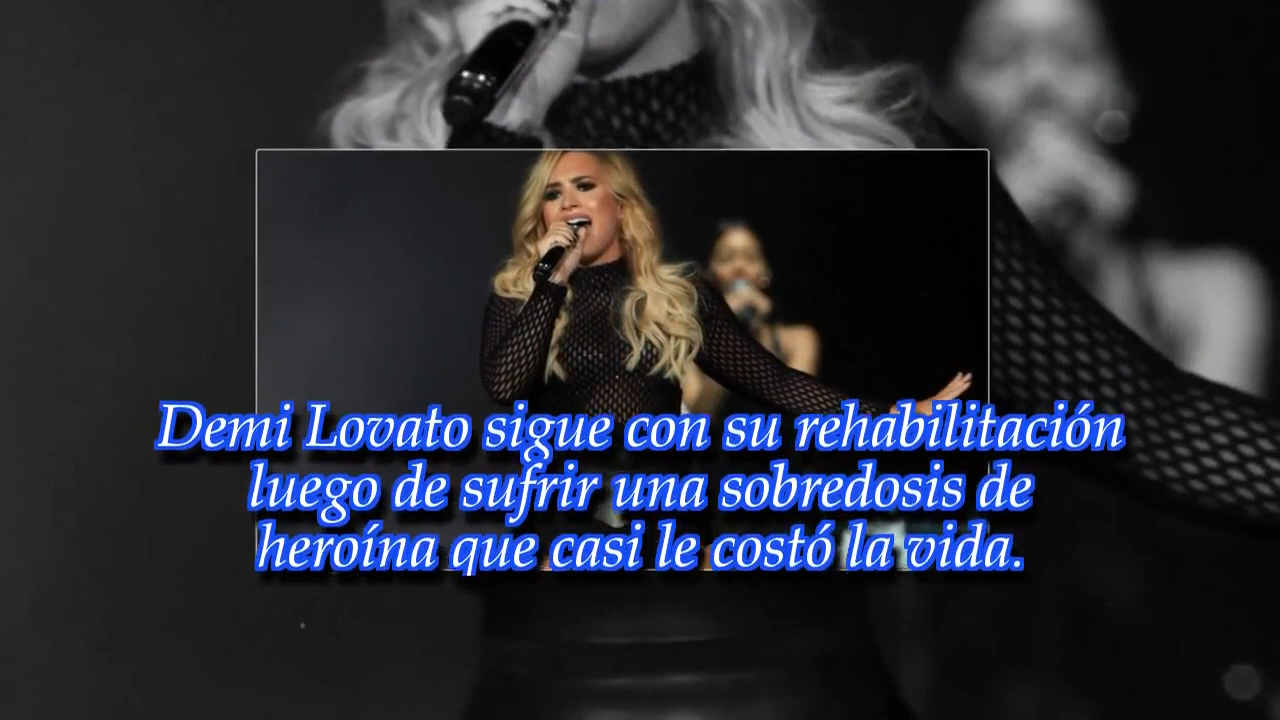 Demi Lovato sigue con su rehabilitación
luego de sufrir una sobredosis de
heroína que casi le costó la vida.